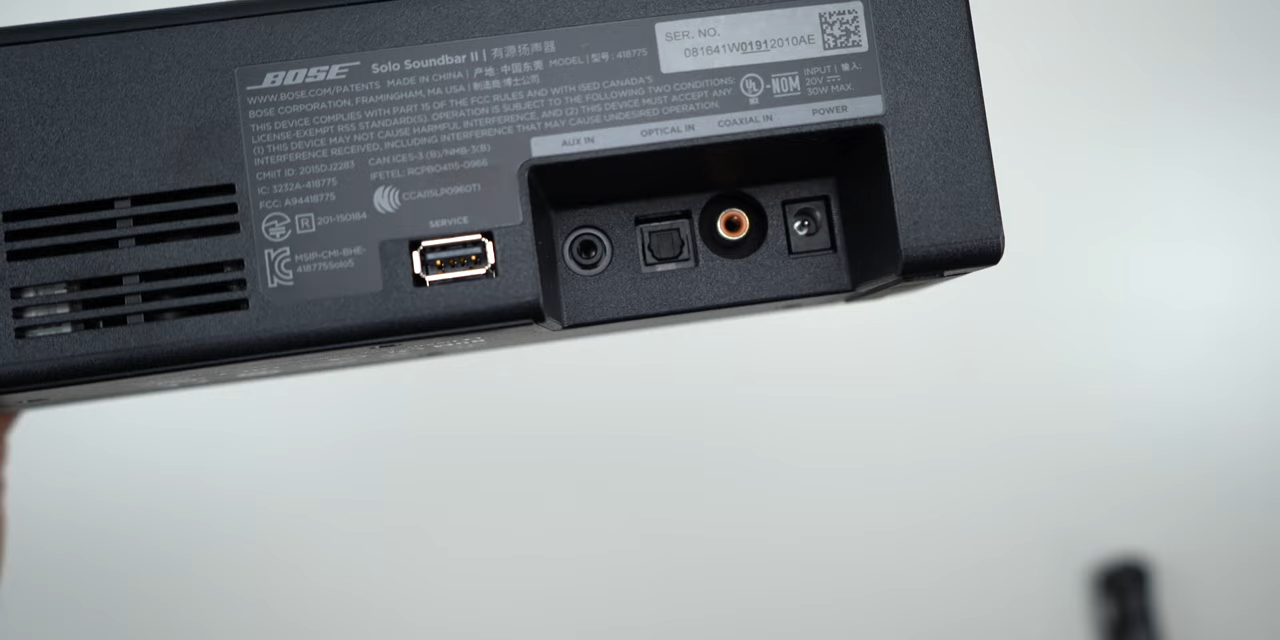 BOSE Solo Soundbar II | 有源扬声器
WWW.BOSE.COM/PATENTS MADE IN CHINA | 产地: 中国东莞 MODEL | 型号: 418775
BOSE CORPORATION, FRAMINGHAM, MA USA | 制造商: 博士公司
THIS DEVICE COMPLIES WITH PART 15 OF THE FCC RULES AND WITH ISED CANADA'S
LICENSE-EXEMPT RSS STANDARD(S). OPERATION IS SUBJECT TO THE FOLLOWING TWO CONDITIONS:
(1) THIS DEVICE MAY NOT CAUSE HARMFUL INTERFERENCE, AND (2) THIS DEVICE MUST ACCEPT ANY
INTERFERENCE RECEIVED, INCLUDING INTERFERENCE THAT MAY CAUSE UNDESIRED OPERATION.
CMIIT ID: 2015DJ2283
IC: 3232A-418775
FCC: A94418775
R 201-150184
MSIP-CMI-BHE-
418775Solo5
CAN ICES-3 (B)/NMB-3(B)
IFETEL: RCPBO4115-0966
CCAI15LP0960T1
SERVICE
SER. NO.
081641W01912010AE
UL
MX
-NOM
INPUT | 输入:
20V
30W MAX.
AUX IN
OPTICAL IN
COAXIAL IN
POWER